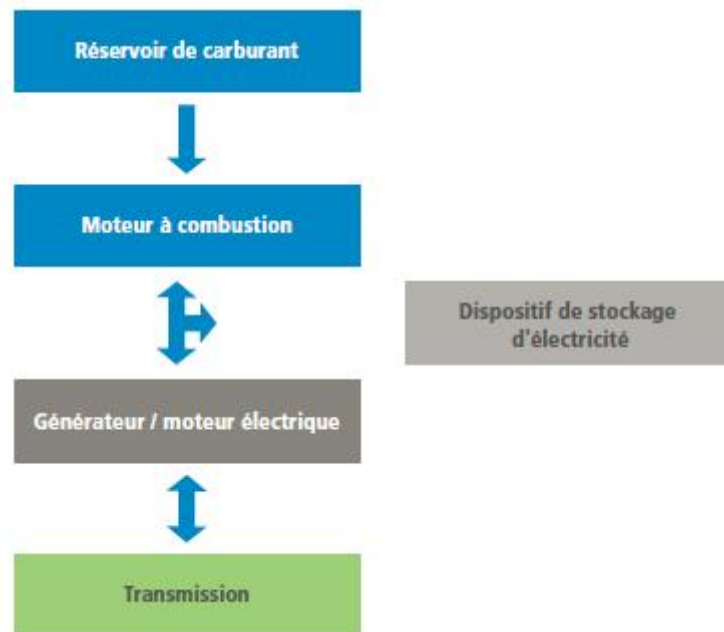 Réservoir de carburant
Moteur à combustion
Dispositif de stockage
d'électricité
Générateur / moteur électrique
Transmission